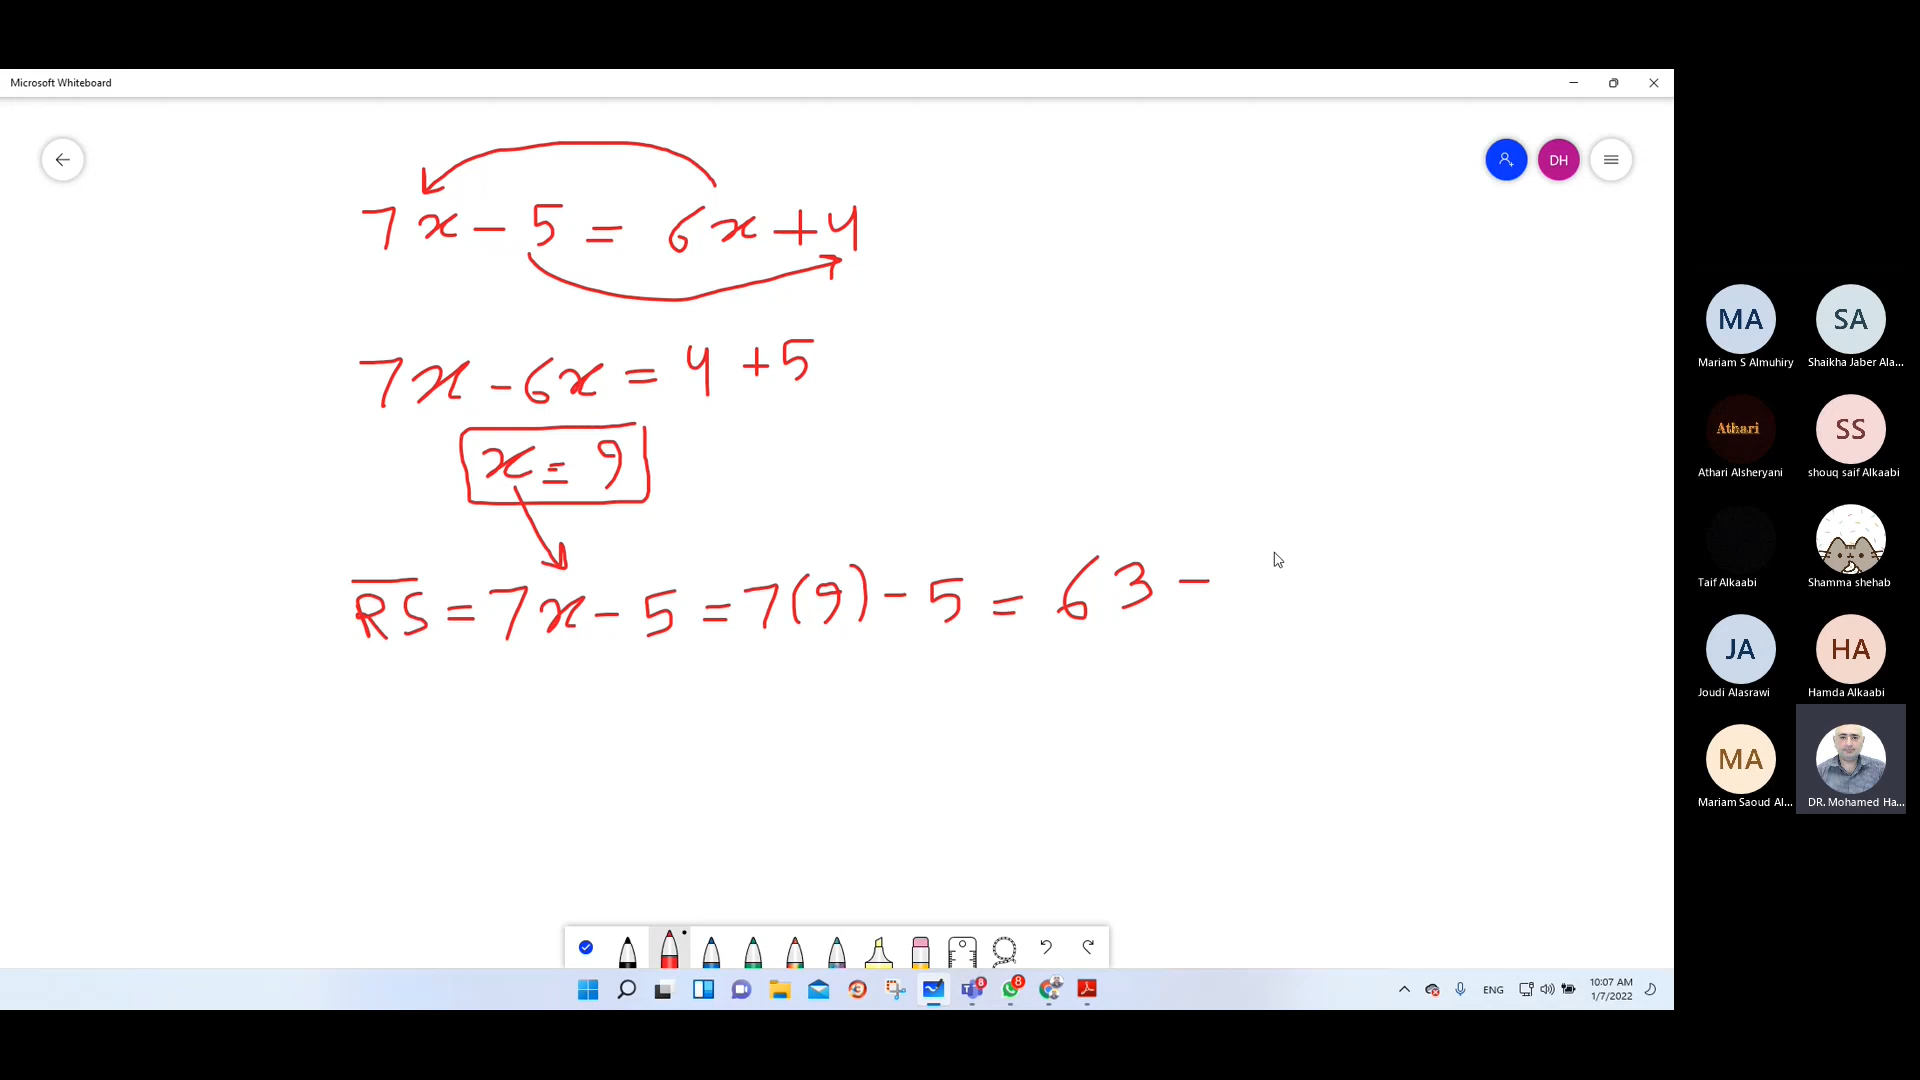 Microsoft Whiteboard
DH
7x - 5 = 6x + 4
7x - 6x = 4 + 5
x = 9
RS = 7x - 5 = 7(9) - 5 = 63 -
MA
SA
Mariam S Almuhiry
Shaikha Jaber Ala...
Athari
SS
Athari Alsheryani
shouq saif Alkaabi
Taif Alkaabi
Shamma shehab
JA
HA
Joudi Alasrawi
Hamda Alkaabi
MA
Mariam Saoud Al...
DR. Mohamed Ha...
8
8
ENG
10:07 AM
1/7/2022